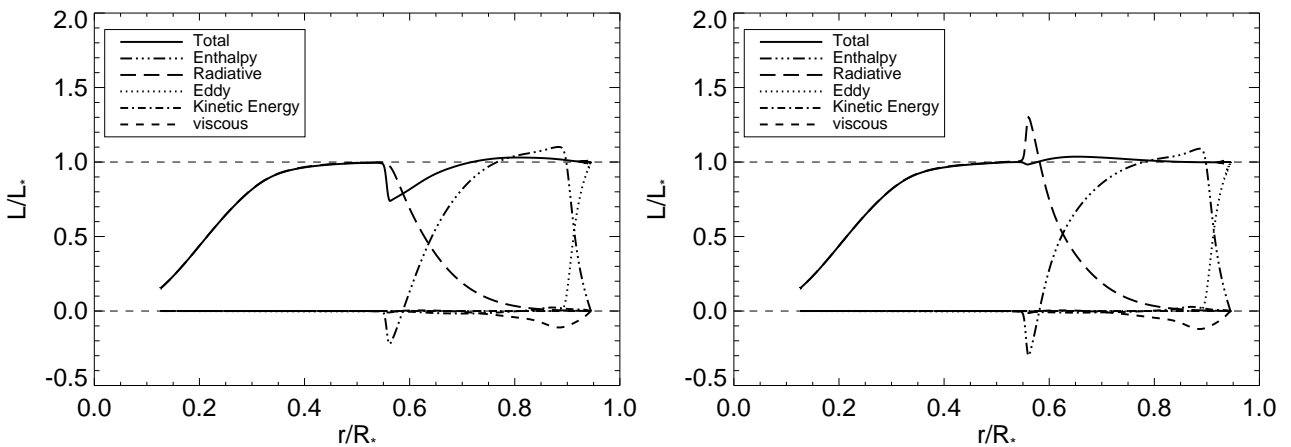 2.0
1.5
1.0
0.5
0.0
-0.5
L/L*
Total
Enthalpy
Radiative
Eddy
Kinetic Energy
viscous
0.0 0.2 0.4 0.6 0.8 1.0
r/R*
2.0
1.5
1.0
0.5
0.0
-0.5
L/L*
Total
Enthalpy
Radiative
Eddy
Kinetic Energy
viscous
0.0 0.2 0.4 0.6 0.8 1.0
r/R*